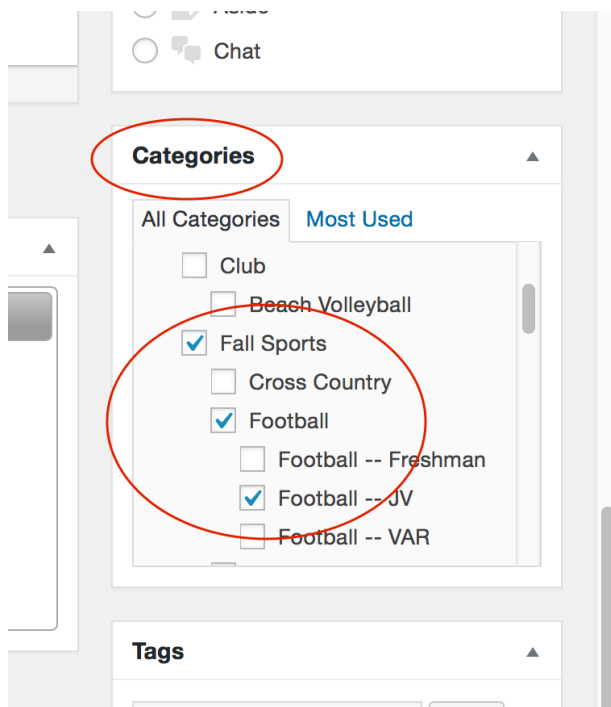 Aside
Chat
Categories
All Categories
Most Used
Club
Beach Volleyball
Fall Sports
Cross Country
Football
Football -- Freshman
Football -- JV
Football -- VAR
Tags